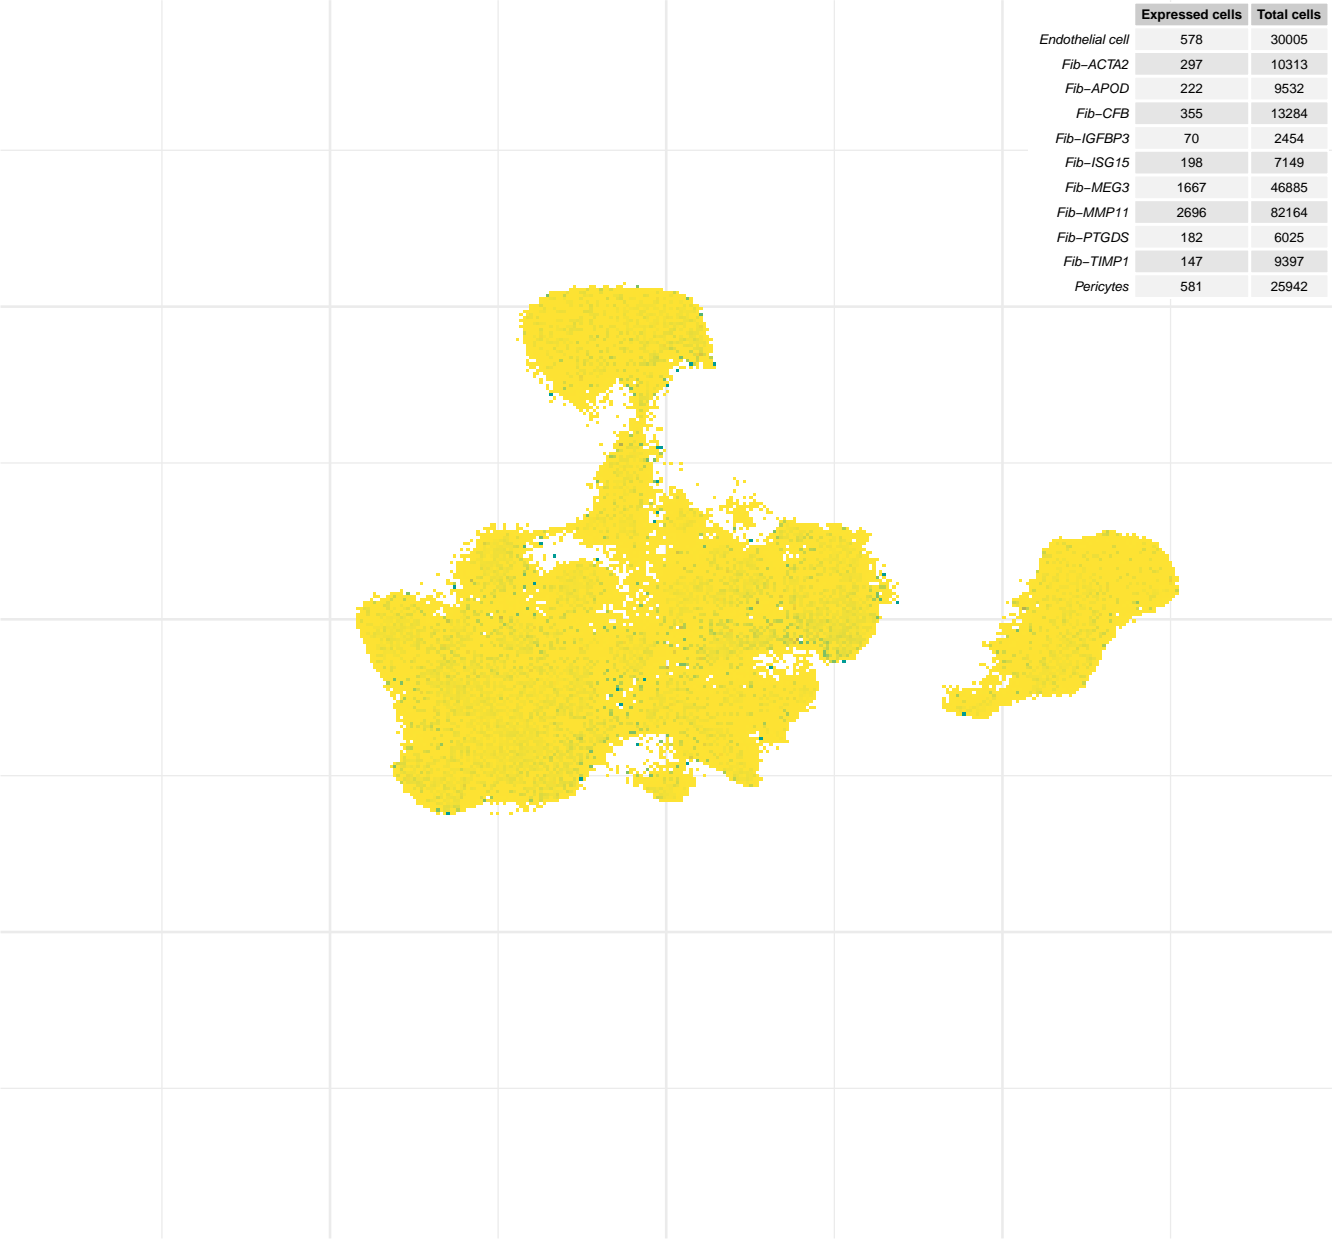 Expressed cells Total cells
Endothelial cell 578 30005
Fib−ACTA2 297 10313
Fib−APOD 222 9532
Fib−CFB 355 13284
Fib−IGFBP3 70 2454
Fib−ISG15 198 7149
Fib−MEG3 1667 46885
Fib−MMP11 2696 82164
Fib−PTGDS 182 6025
Fib−TIMP1 147 9397
Pericytes 581 25942